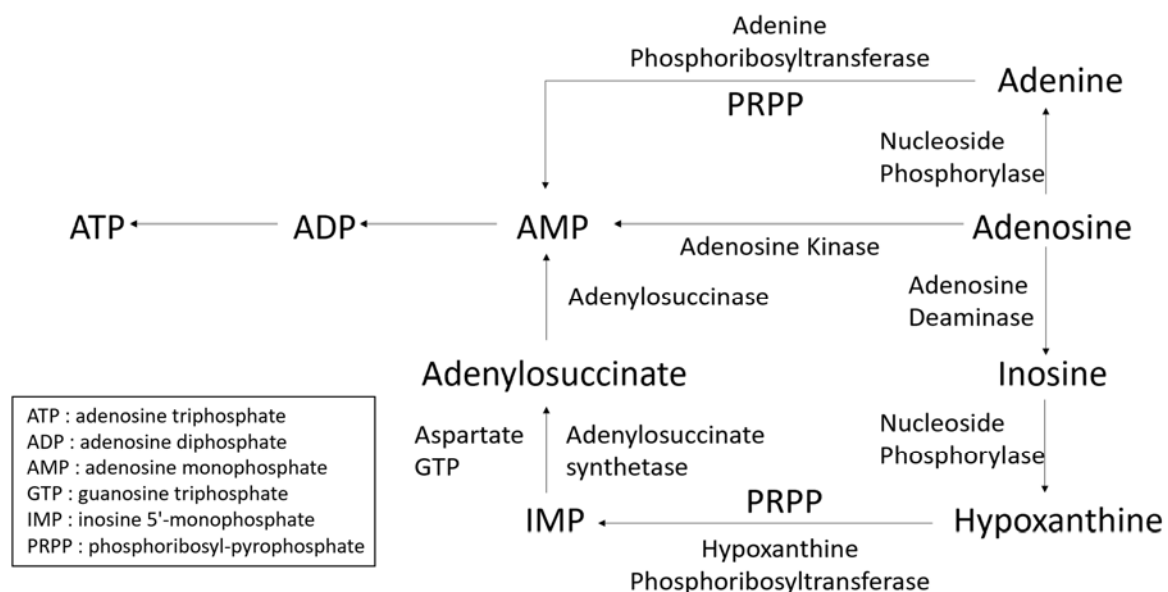 Adenine
Phosphoribosyltransferase
PRPP
Adenine
Nucleoside
Phosphorylase
ATP
ADP
AMP
Adenosine
Adenosine Kinase
Adenylosuccinase
Adenosine
Deaminase
Adenylosuccinate
Inosine
ATP : adenosine triphosphate
ADP : adenosine diphosphate
AMP : adenosine monophosphate
GTP : guanosine triphosphate
IMP : inosine 5'-monophosphate
PRPP : phosphoribosyl-pyrophosphate
Aspartate
GTP
Adenylosuccinate
synthetase
Nucleoside
Phosphorylase
IMP
PRPP
Hypoxanthine
Hypoxanthine
Phosphoribosyltransferase